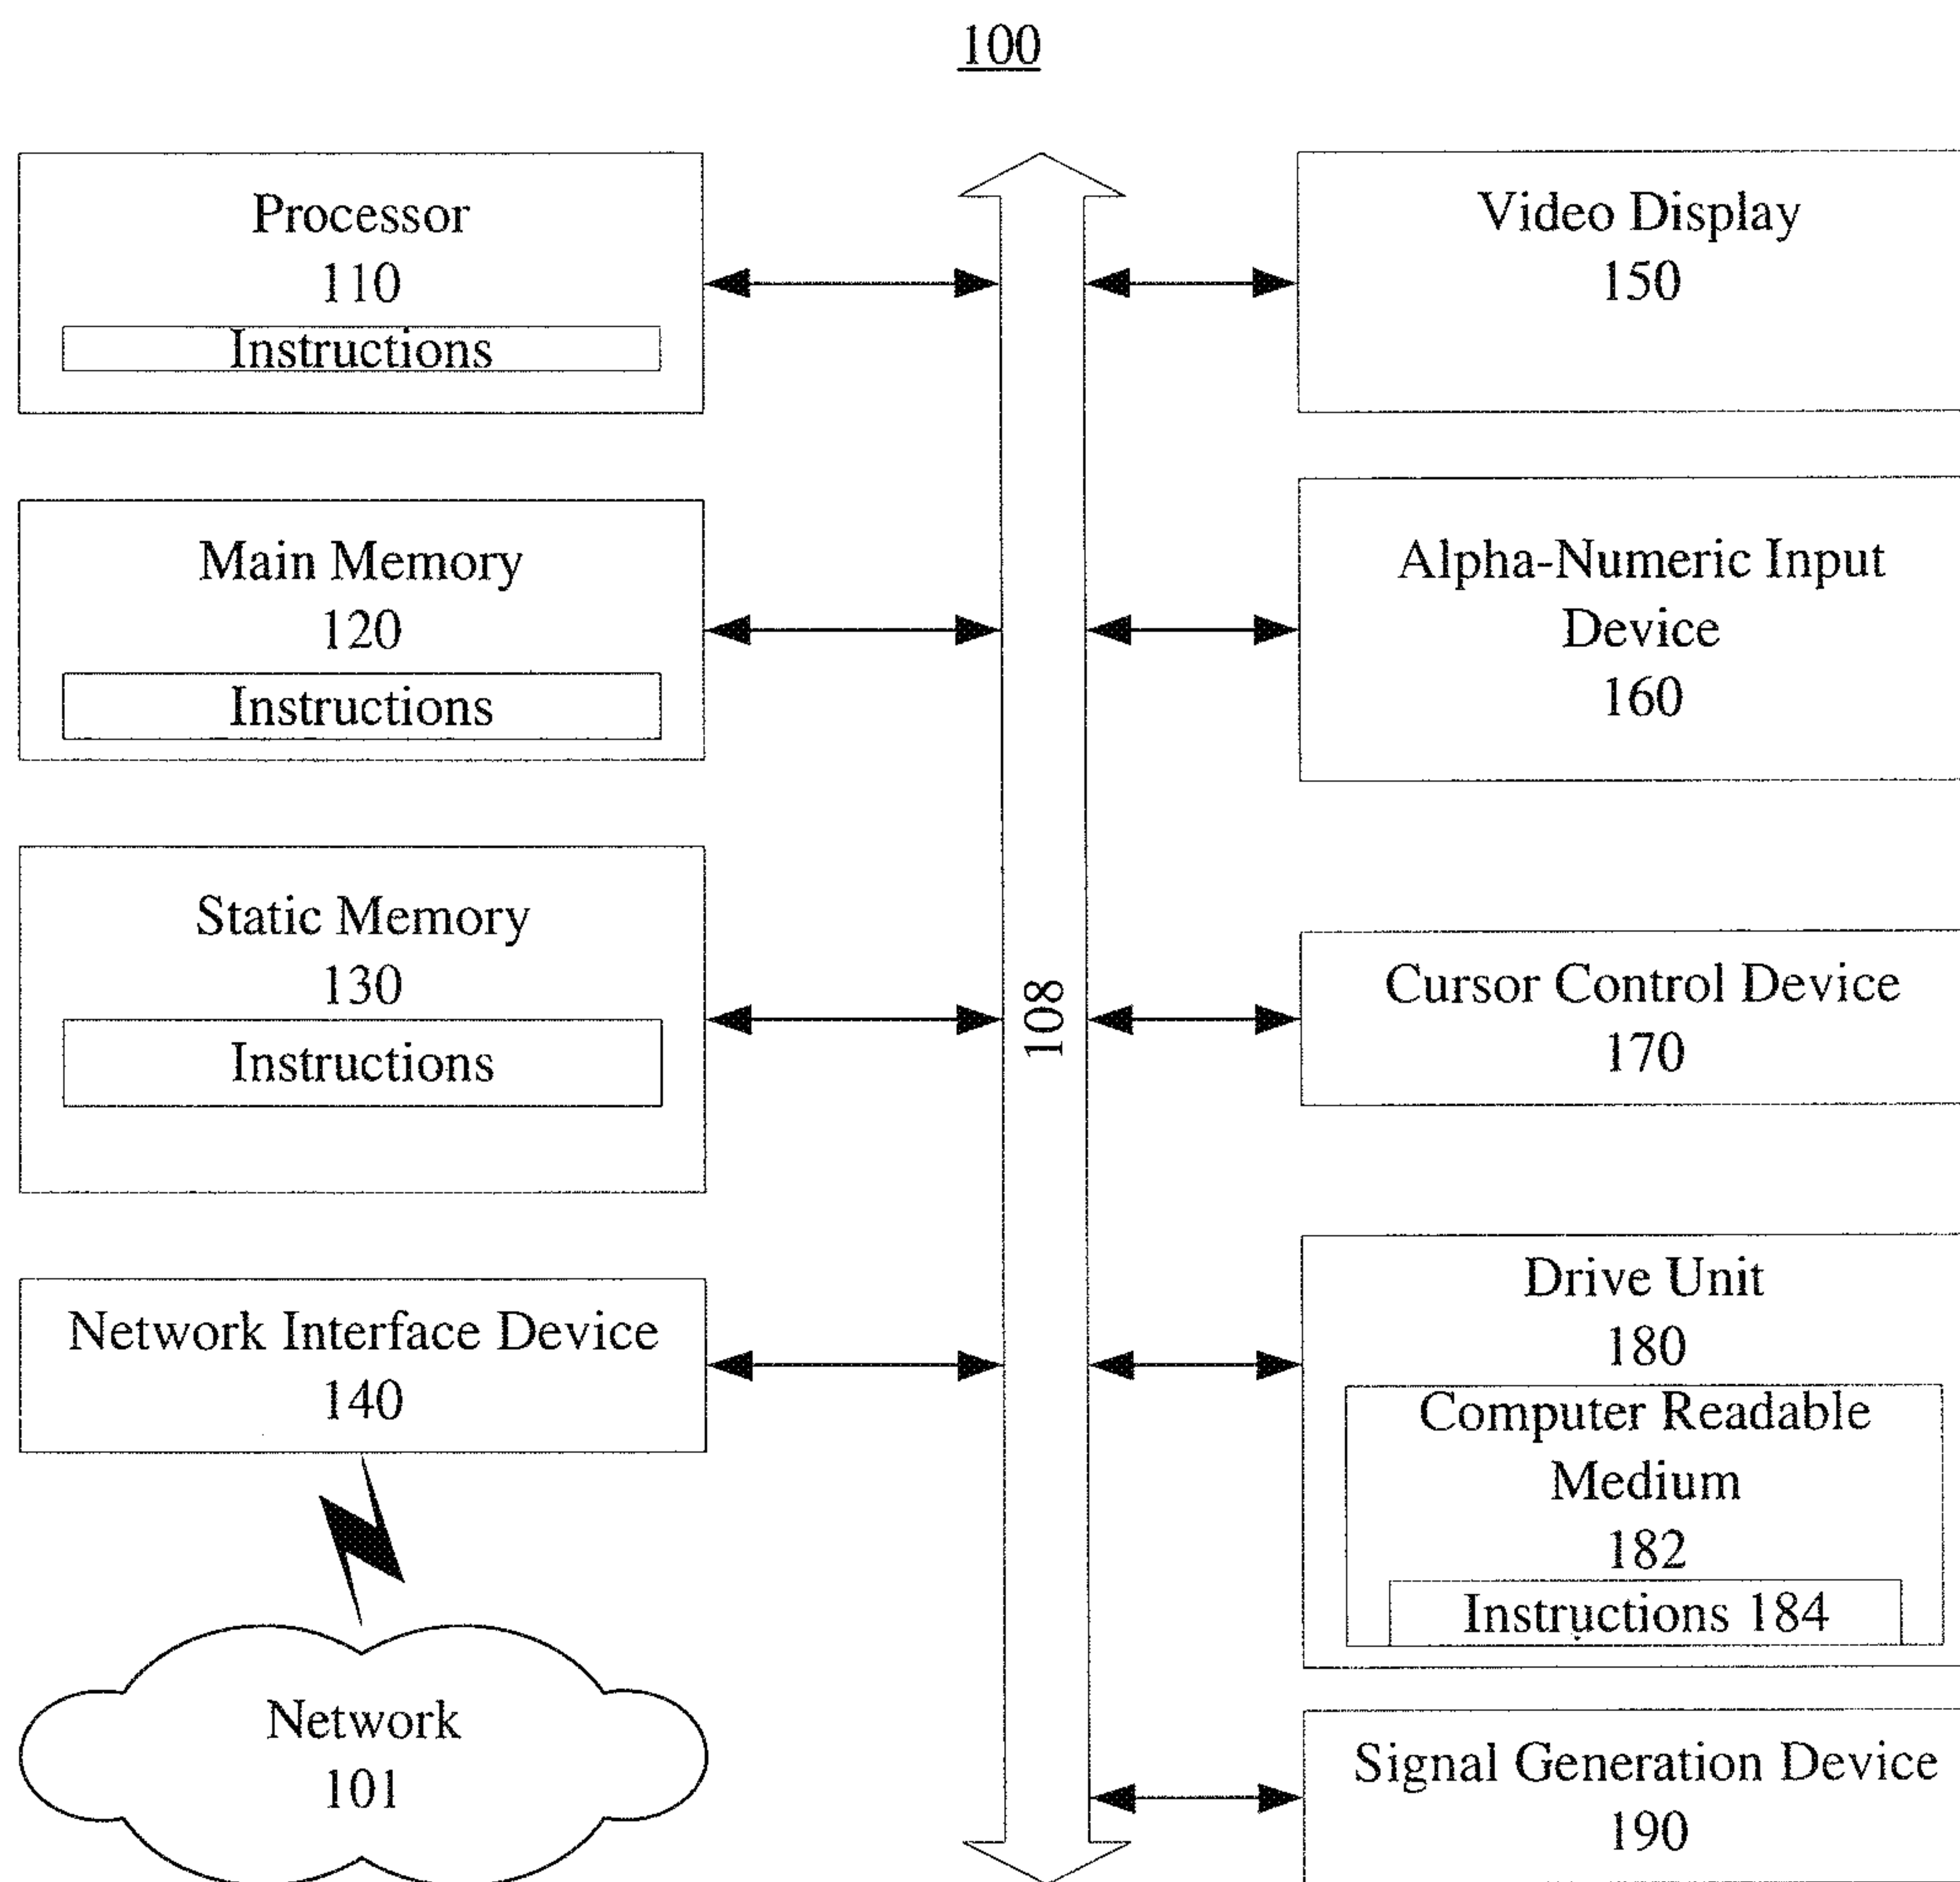 100
Processor
110
Instructions
Main Memory
120
Instructions
Static Memory
130
Instructions
Network Interface Device
140
Network
101
108
Video Display
150
Alpha-Numeric Input
Device
160
Cursor Control Device
170
Drive Unit
180
Computer Readable
Medium
182
Instructions 184
Signal Generation Device
190